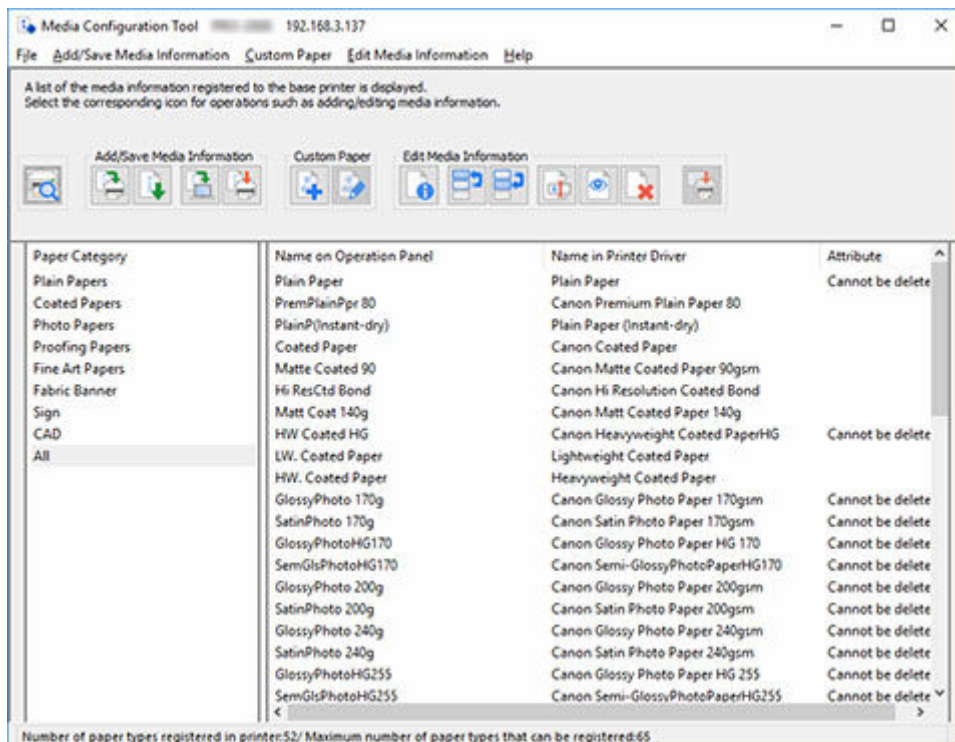 Media Configuration Tool 192.168.3.137
File Add/Save Media Information Custom Paper Edit Media Information Help
A list of the media information registered to the base printer is displayed.
Select the corresponding icon for operations such as adding/editing media information.
Add/Save Media Information Custom Paper Edit Media Information
Paper Category
Plain Papers
Coated Papers
Photo Papers
Proofing Papers
Fine Art Papers
Fabric Banner
Sign
CAD
All
Name on Operation Panel Name in Printer Driver Attribute
Plain Paper Plain Paper Cannot be delete
PremPlainPpr 80 Canon Premium Plain Paper 80
PlainP(Instant-dry) Plain Paper (Instant-dry)
Coated Paper Canon Coated Paper
Matte Coated 90 Canon Matte Coated Paper 90gsm
Hi ResCtd Bond Canon Hi Resolution Coated Bond
Matt Coat 140g Canon Matt Coated Paper 140g
HW Coated HG Canon Heavyweight Coated PaperHG Cannot be delete
LW. Coated Paper Lightweight Coated Paper
HW. Coated Paper Heavyweight Coated Paper
GlossyPhoto 170g Canon Glossy Photo Paper 170gsm Cannot be delete
SatinPhoto 170g Canon Satin Photo Paper 170gsm Cannot be delete
GlossyPhotoHG170 Canon Glossy Photo Paper HG 170 Cannot be delete
SemGlsPhotoHG170 Canon Semi-GlossyPhotoPaperHG170 Cannot be delete
GlossyPhoto 200g Canon Glossy Photo Paper 200gsm Cannot be delete
SatinPhoto 200g Canon Satin Photo Paper 200gsm Cannot be delete
GlossyPhoto 240g Canon Glossy Photo Paper 240gsm Cannot be delete
SatinPhoto 240g Canon Satin Photo Paper 240gsm Cannot be delete
GlossyPhotoHG255 Canon Glossy Photo Paper HG 255 Cannot be delete
SemGlsPhotoHG255 Canon Semi-GlossyPhotoPaperHG255 Cannot be delete
Number of paper types registered in printer:52/ Maximum number of paper types that can be registered:65